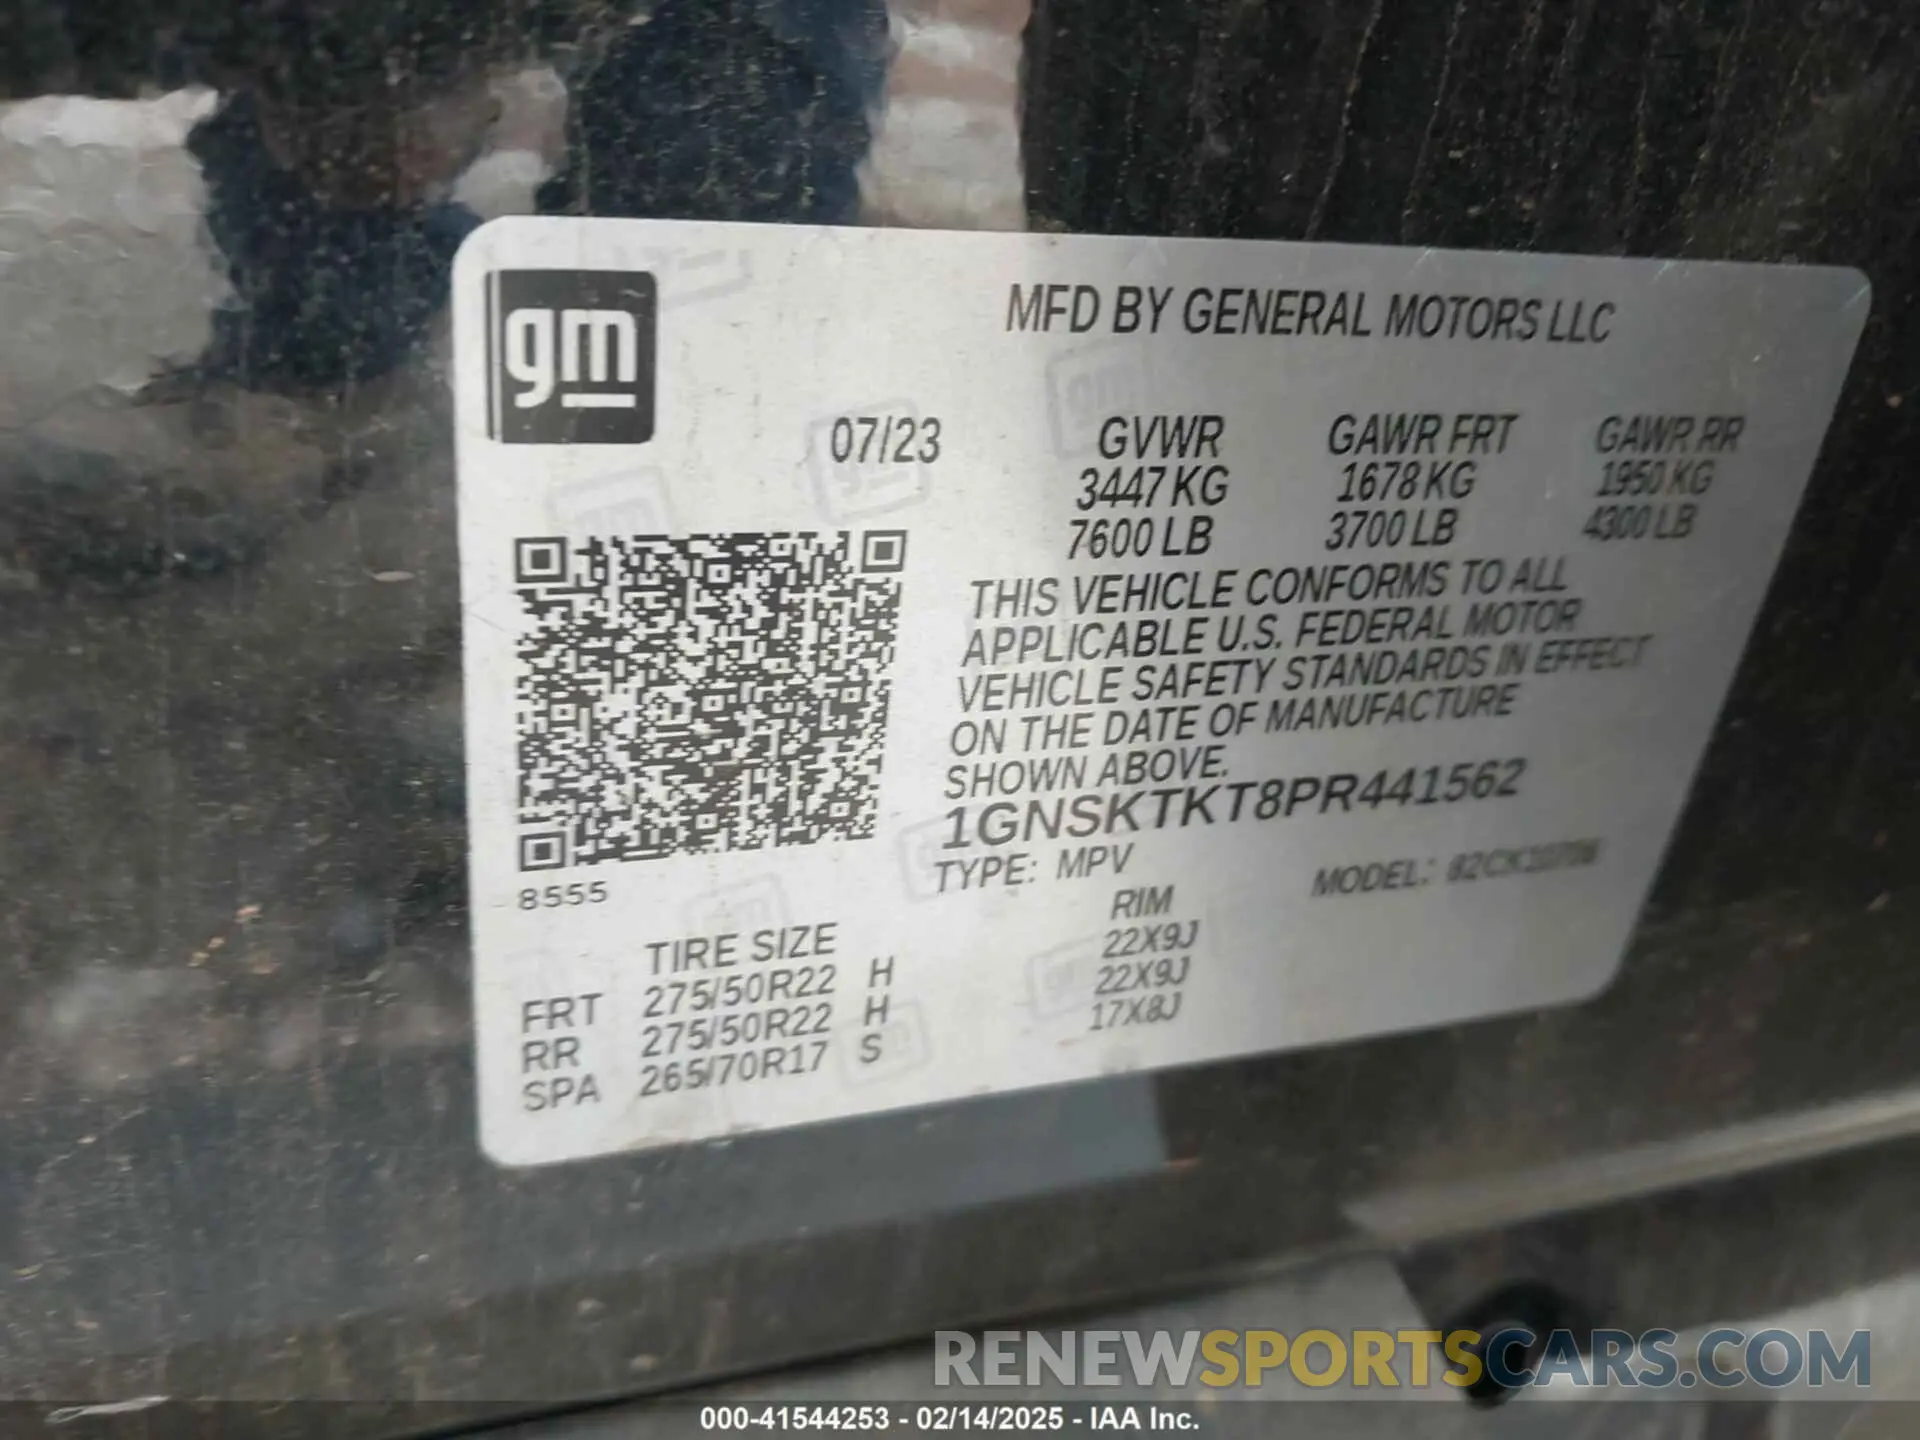 gm
MFD BY GENERAL MOTORS LLC
07/23 GVWR GAWR FRT GAWR RR
3447 KG 1678 KG 1950 KG
7600 LB 3700 LB 4300 LB
THIS VEHICLE CONFORMS TO ALL
APPLICABLE U.S. FEDERAL MOTOR
VEHICLE SAFETY STANDARDS IN EFFECT
ON THE DATE OF MANUFACTURE
SHOWN ABOVE.
1GNSKTKT8PR441562
TYPE: MPV MODEL:
8555
TIRE SIZE RIM
FRT 275/50R22 H 22X9J
RR 275/50R22 H 22X9J
SPA 265/70R17 S 17X8J
RENEWSPORTSCARS.COM
000-41544253 - 02/14/2025 - IAA Inc.